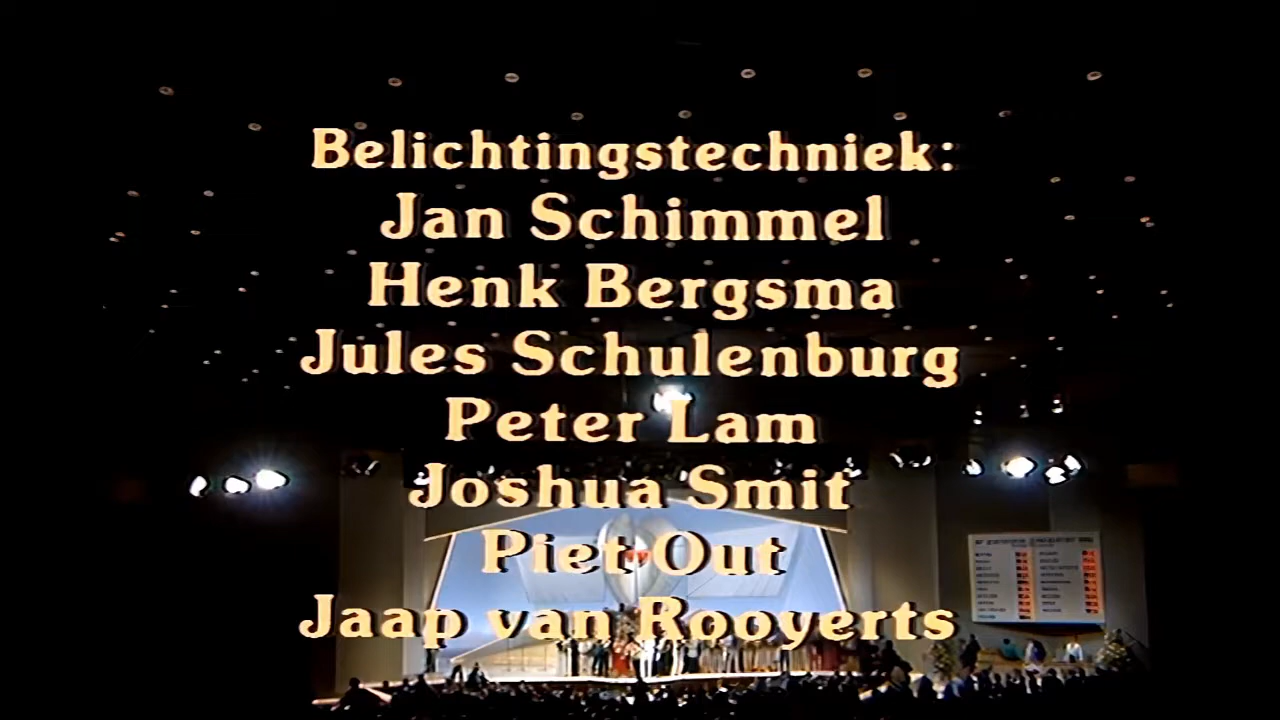 Belichtingstechniek:
Jan Schimmel
Henk Bergsma
Jules Schulenburg
Peter Lam
Joshua Smit
Piet Out
Jaap van Rooyerts